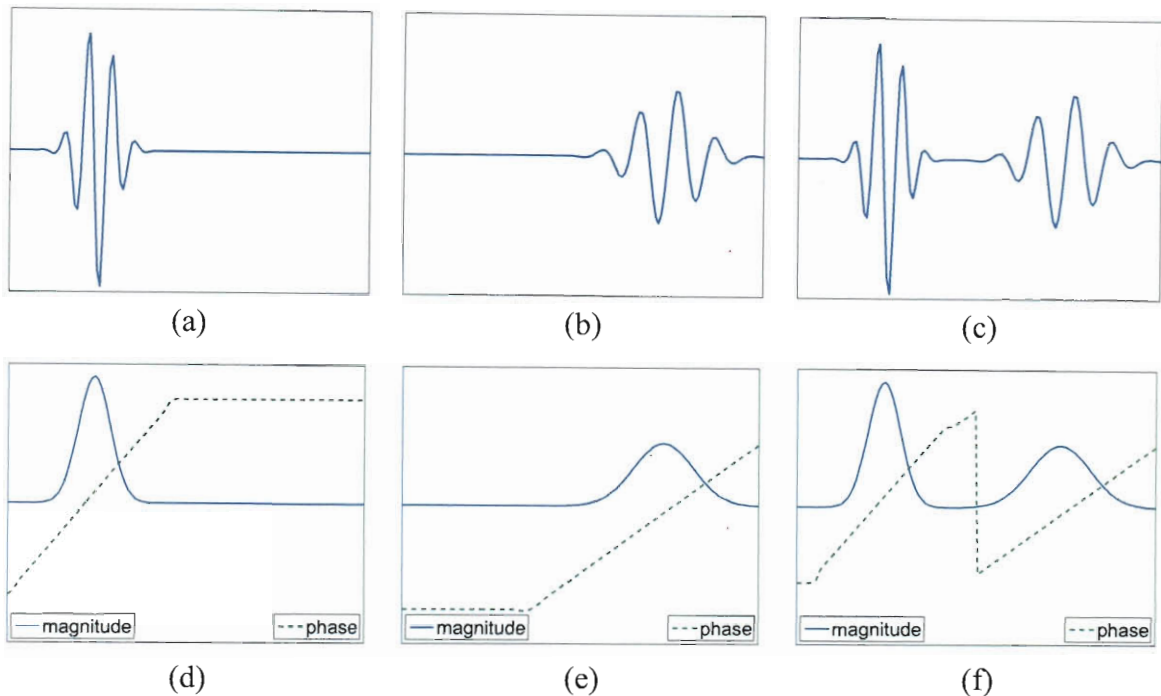 (a)
(b)
(c)
magnitude
phase
magnitude
phase
magnitude
phase
(d)
(e)
(f)